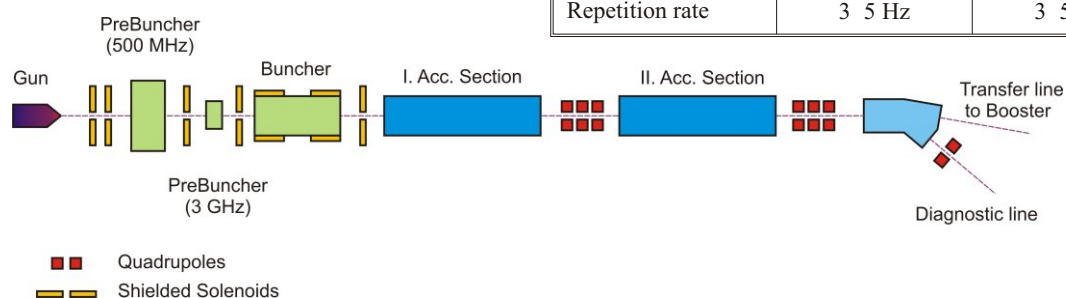 Repetition rate 3 5 Hz 3 5
PreBuncher
(500 MHz)
Gun
Buncher
I. Acc. Section
II. Acc. Section
Transfer line
to Booster
PreBuncher
(3 GHz)
Diagnostic line
Quadrupoles
Shielded Solenoids